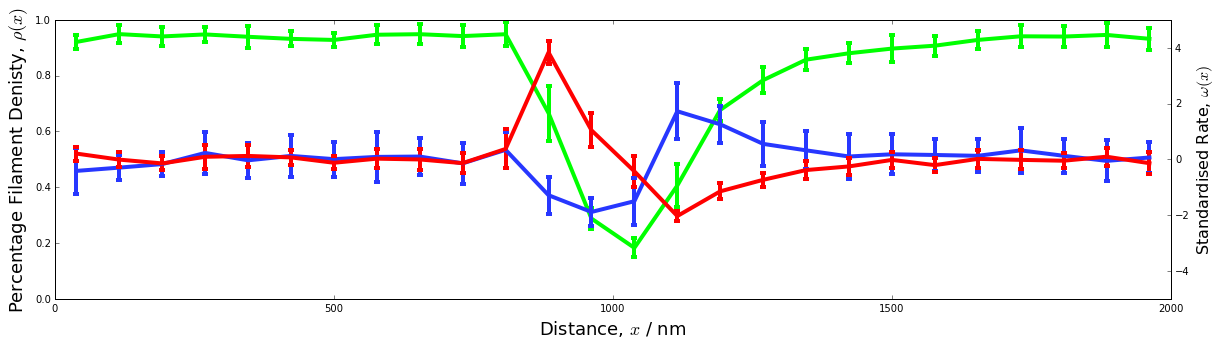 Percentage Filament Denisty, ρ(x)
1.0
0.8
0.6
0.4
0.2
0.0
0 500 1000 1500 2000
Distance, x / nm
4
2
0
−2
−4
Standardised Rate, ω(x)